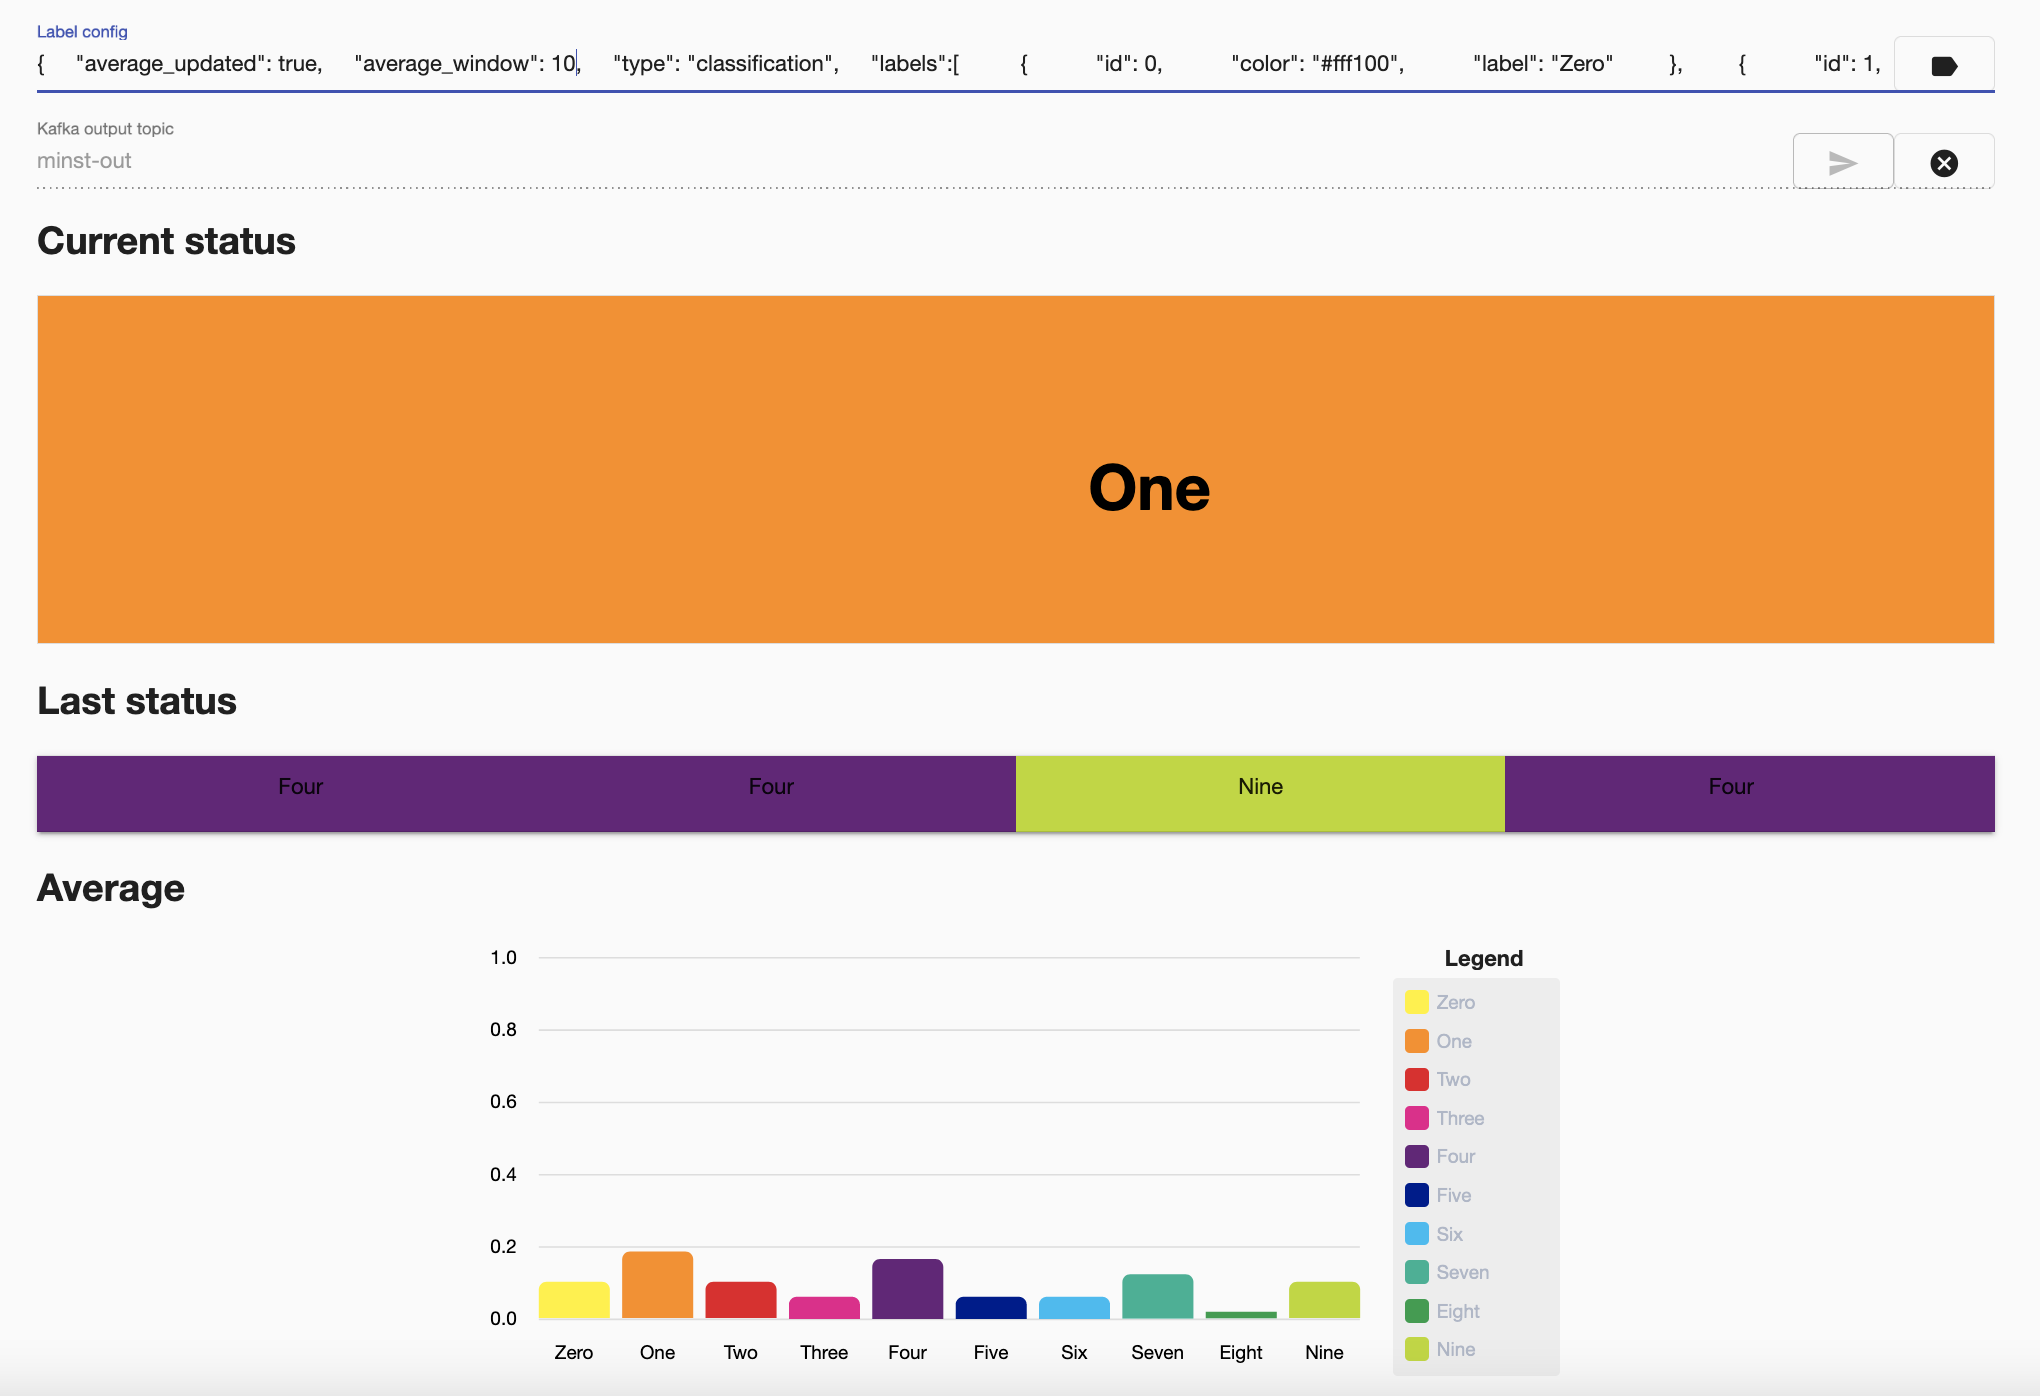 Label config
{ "average_updated": true, "average_window": 10, "type": "classification", "labels":[ { "id": 0, "color": "#fff100", "label": "Zero" }, { "id": 1,
Kafka output topic
minst-out
Current status
One
Last status
Four Four Nine Four
Average
1.0
0.8
0.6
0.4
0.2
0.0
Zero One Two Three Four Five Six Seven Eight Nine
Legend
Zero
One
Two
Three
Four
Five
Six
Seven
Eight
Nine